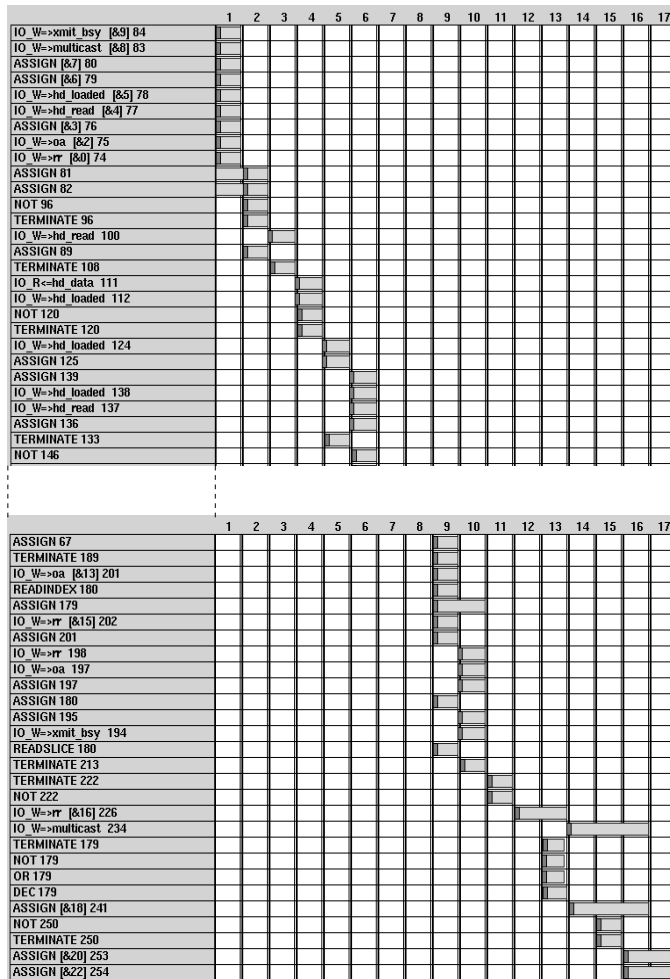 1 2 3 4 5 6 7 8 9 10 11 12 13 14 15 16 17
IO_W=>xmit_bsy [&9] 84
IO_W=>multicast [&8] 83
ASSIGN [&7] 80
ASSIGN [&6] 79
IO_W=>hd_loaded [&5] 78
IO_W=>hd_read [&4] 77
ASSIGN [&3] 76
IO_W=>oa [&2] 75
IO_W=>rr [&0] 74
ASSIGN 81
ASSIGN 82
NOT 96
TERMINATE 96
IO_W=>hd_read 100
ASSIGN 89
TERMINATE 108
IO_R<=hd_data 111
IO_W=>hd_loaded 112
NOT 120
TERMINATE 120
IO_W=>hd_loaded 124
ASSIGN 125
ASSIGN 139
IO_W=>hd_loaded 138
IO_W=>hd_read 137
ASSIGN 136
TERMINATE 133
NOT 146
1 2 3 4 5 6 7 8 9 10 11 12 13 14 15 16 17
ASSIGN 67
TERMINATE 189
IO_W=>oa [&13] 201
READINDEX 180
ASSIGN 179
IO_W=>rr [&15] 202
ASSIGN 201
IO_W=>rr 198
IO_W=>oa 197
ASSIGN 197
ASSIGN 180
ASSIGN 195
IO_W=>xmit_bsy 194
READSLICE 180
TERMINATE 213
TERMINATE 222
NOT 222
IO_W=>rr [&16] 226
IO_W=>multicast 234
TERMINATE 179
NOT 179
OR 179
DEC 179
ASSIGN [&18] 241
NOT 250
TERMINATE 250
ASSIGN [&20] 253
ASSIGN [&22] 254